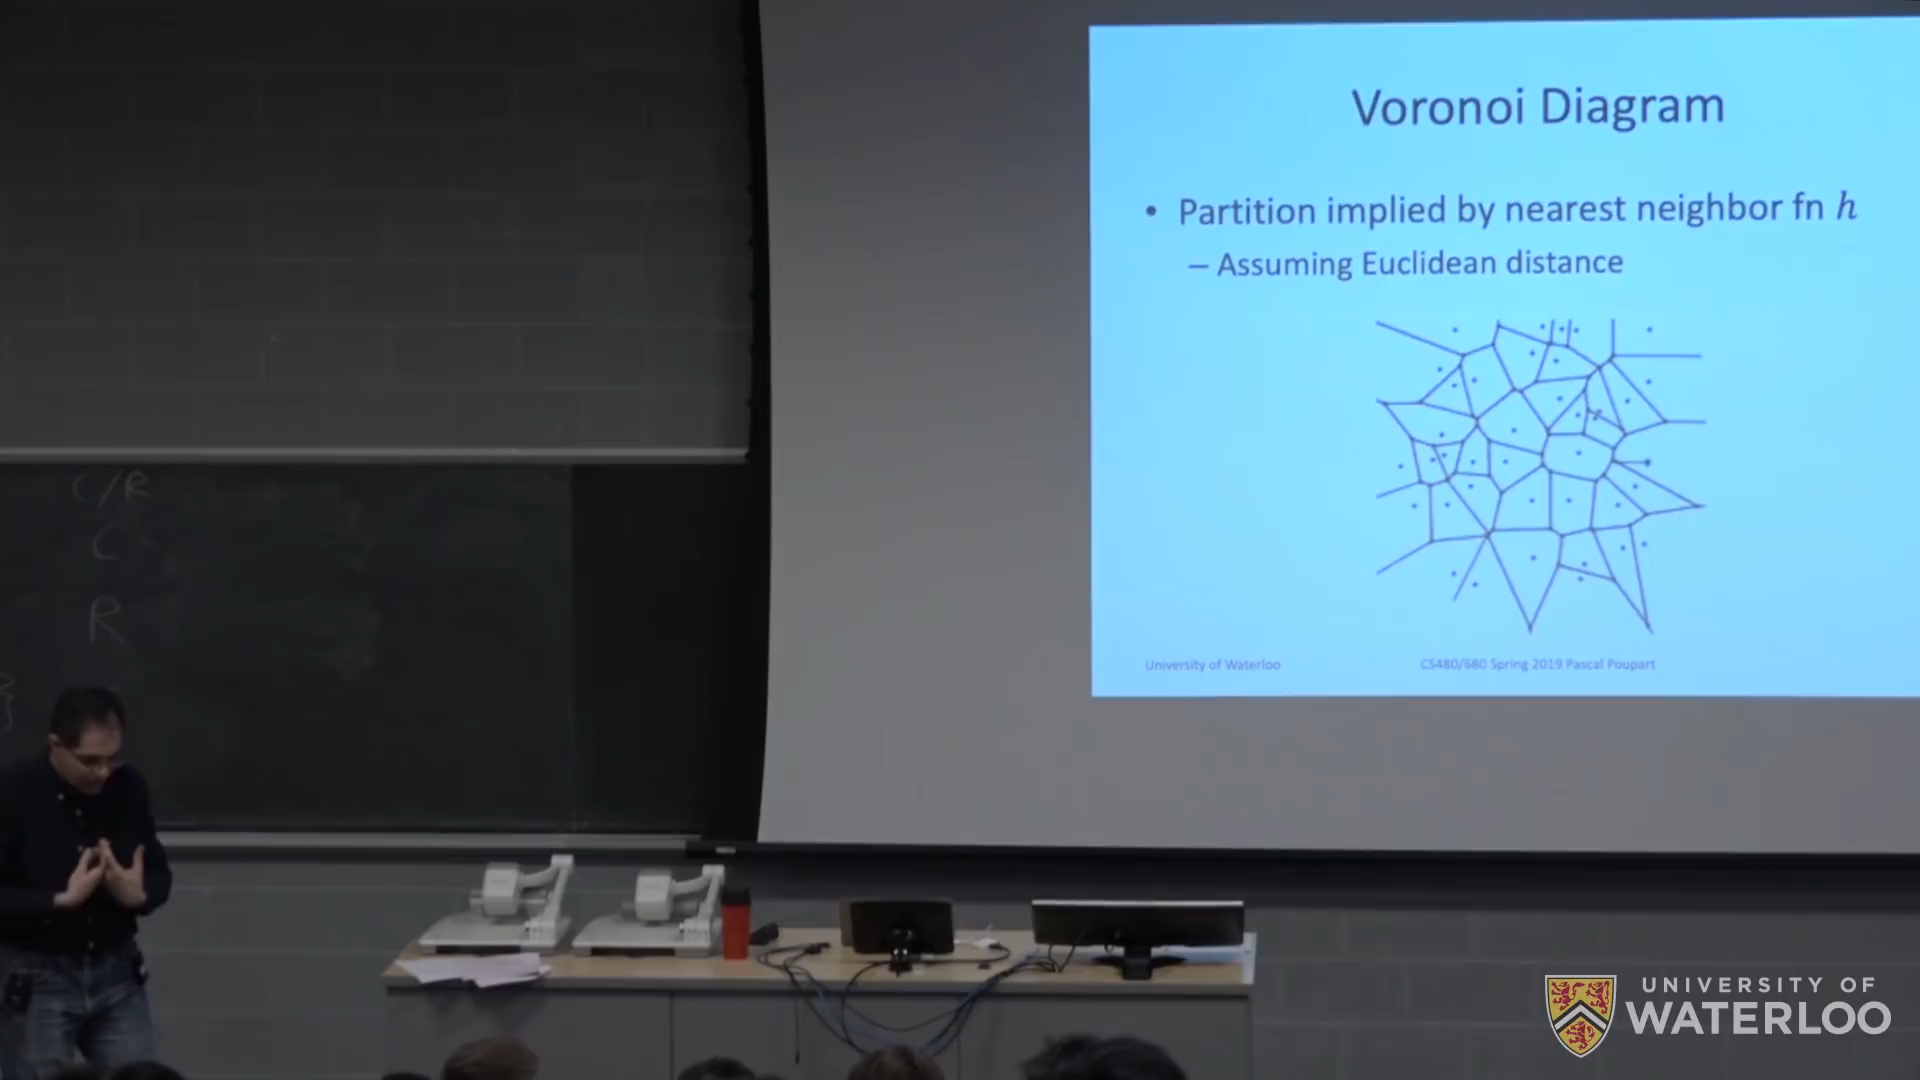 C/R
C
R
Voronoi Diagram
• Partition implied by nearest neighbor fn h
– Assuming Euclidean distance
University of Waterloo
CS480/680 Spring 2019 Pascal Poupart
UNIVERSITY OF
WATERLOO